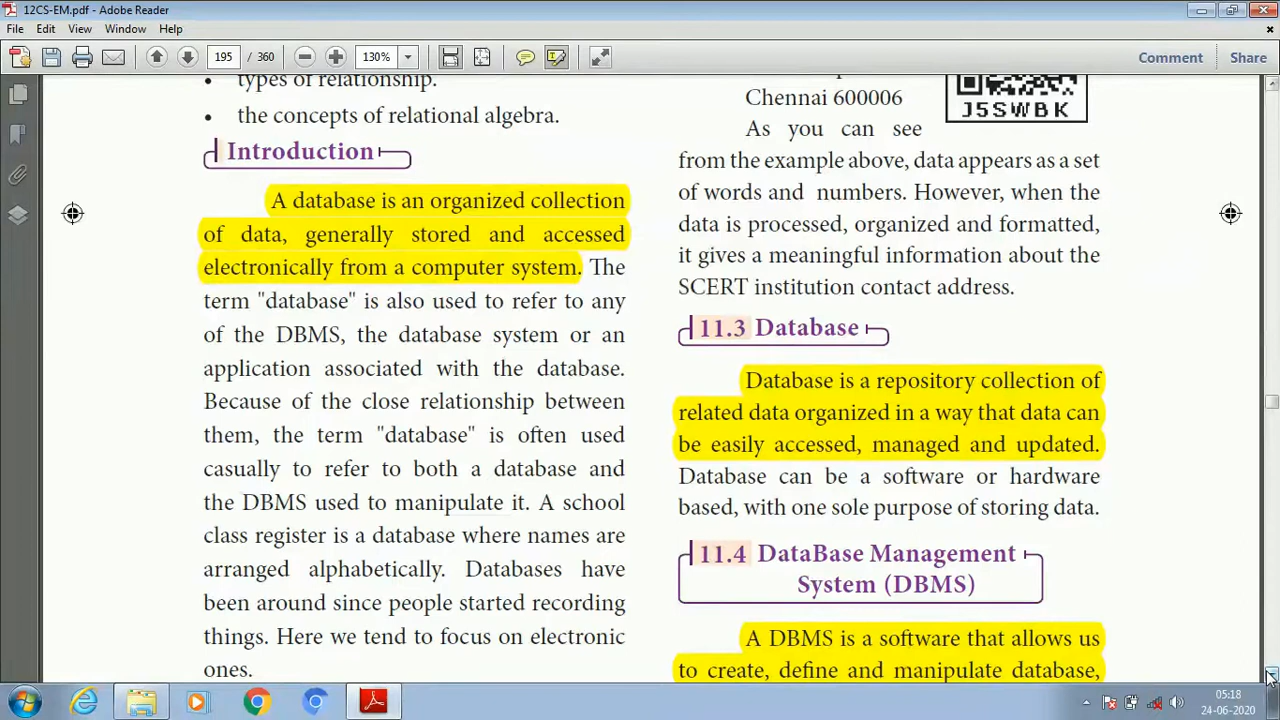 12CS-EM.pdf - Adobe Reader
File Edit View Window Help
195 / 360 130% Comment Share
types of relationship.
• the concepts of relational algebra.
Introduction
A database is an organized collection
of data, generally stored and accessed
electronically from a computer system. The
term "database" is also used to refer to any
of the DBMS, the database system or an
application associated with the database.
Because of the close relationship between
them, the term "database" is often used
casually to refer to both a database and
the DBMS used to manipulate it. A school
class register is a database where names are
arranged alphabetically. Databases have
been around since people started recording
things. Here we tend to focus on electronic
ones.
Chennai 600006
J5SWBK
As you can see
from the example above, data appears as a set
of words and numbers. However, when the
data is processed, organized and formatted,
it gives a meaningful information about the
SCERT institution contact address.
11.3 Database
Database is a repository collection of
related data organized in a way that data can
be easily accessed, managed and updated.
Database can be a software or hardware
based, with one sole purpose of storing data.
11.4 DataBase Management
System (DBMS)
A DBMS is a software that allows us
to create, define and manipulate database,
05:18
24-06-2020